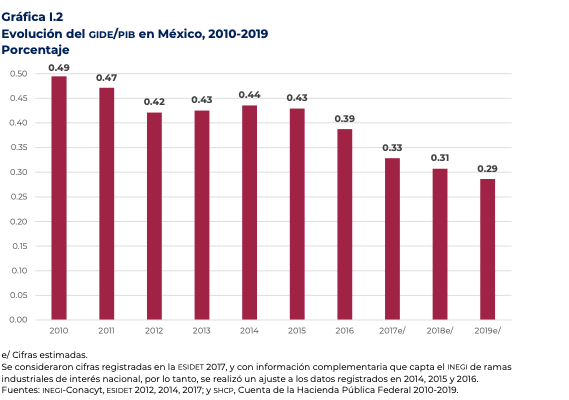 Gráfica I.2
Evolución del GIDE/PIB en México, 2010-2019
Porcentaje
0.50
0.45
0.40
0.35
0.30
0.25
0.20
0.15
0.10
0.05
0.00
0.49
0.47
0.42
0.43
0.44
0.43
0.39
0.33
0.31
0.29
2010 2011 2012 2013 2014 2015 2016 2017e/ 2018e/ 2019e/
e/ Cifras estimadas.
Se consideraron cifras registradas en la ESIDET 2017, y con información complementaria que capta el INEGI de ramas
industriales de interés nacional, por lo tanto, se realizó un ajuste a los datos registrados en 2014, 2015 y 2016.
Fuentes: INEGI-Conacyt, ESIDET 2012, 2014, 2017; y SHCP, Cuenta de la Hacienda Pública Federal 2010-2019.